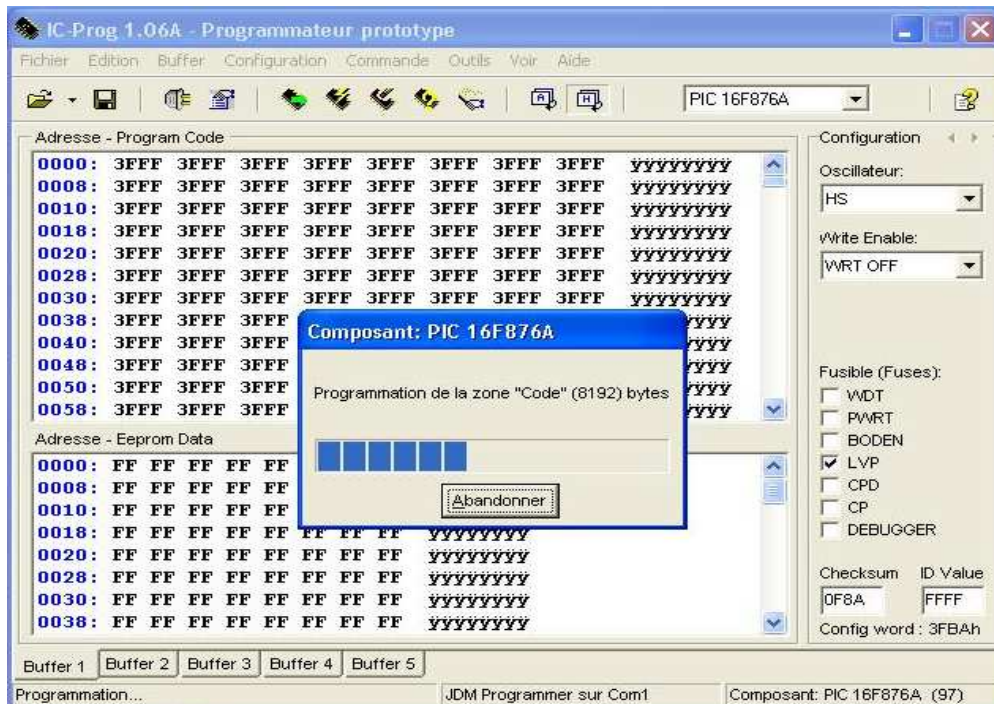 IC-Prog 1.06A - Programmateur prototype
Fichier Edition Buffer Configuration Commande Outils Voir Aide
PIC 16F876A
Adresse - Program Code
0000: 3FFF 3FFF 3FFF 3FFF 3FFF 3FFF 3FFF 3FFF ÿÿÿÿÿÿÿÿ
0008: 3FFF 3FFF 3FFF 3FFF 3FFF 3FFF 3FFF 3FFF ÿÿÿÿÿÿÿÿ
0010: 3FFF 3FFF 3FFF 3FFF 3FFF 3FFF 3FFF 3FFF ÿÿÿÿÿÿÿÿ
0018: 3FFF 3FFF 3FFF 3FFF 3FFF 3FFF 3FFF 3FFF ÿÿÿÿÿÿÿÿ
0020: 3FFF 3FFF 3FFF 3FFF 3FFF 3FFF 3FFF 3FFF ÿÿÿÿÿÿÿÿ
0028: 3FFF 3FFF 3FFF 3FFF 3FFF 3FFF 3FFF 3FFF ÿÿÿÿÿÿÿÿ
0030: 3FFF 3FFF 3FFF 3FFF 3FFF 3FFF 3FFF 3FFF ÿÿÿÿÿÿÿÿ
0038: 3FFF 3FFF 3FFF ÿÿÿÿ
0040: 3FFF 3FFF 3FFF ÿÿÿÿ
0048: 3FFF 3FFF 3FFF ÿÿÿÿ
0050: 3FFF 3FFF 3FFF ÿÿÿÿ
0058: 3FFF 3FFF 3FFF ÿÿÿÿ
Composant: PIC 16F876A
Programmation de la zone "Code" (8192) bytes
Abandonner
Adresse - Eeprom Data
0000: FF FF FF FF FF
0008: FF FF FF FF FF
0010: FF FF FF FF FF
0018: FF FF FF FF FF FF FF FF ÿÿÿÿÿÿÿÿ
0020: FF FF FF FF FF FF FF FF ÿÿÿÿÿÿÿÿ
0028: FF FF FF FF FF FF FF FF ÿÿÿÿÿÿÿÿ
0030: FF FF FF FF FF FF FF FF ÿÿÿÿÿÿÿÿ
0038: FF FF FF FF FF FF FF FF ÿÿÿÿÿÿÿÿ
Configuration
Oscillateur:
HS
Write Enable:
WRT OFF
Fusible (Fuses):
WDT
PWRT
BODEN
LVP
CPD
CP
DEBUGGER
Checksum ID Value
0F8A FFFF
Config word : 3FBAh
Buffer 1 Buffer 2 Buffer 3 Buffer 4 Buffer 5
Programmation... JDM Programmer sur Com1 Composant: PIC 16F876A (97)